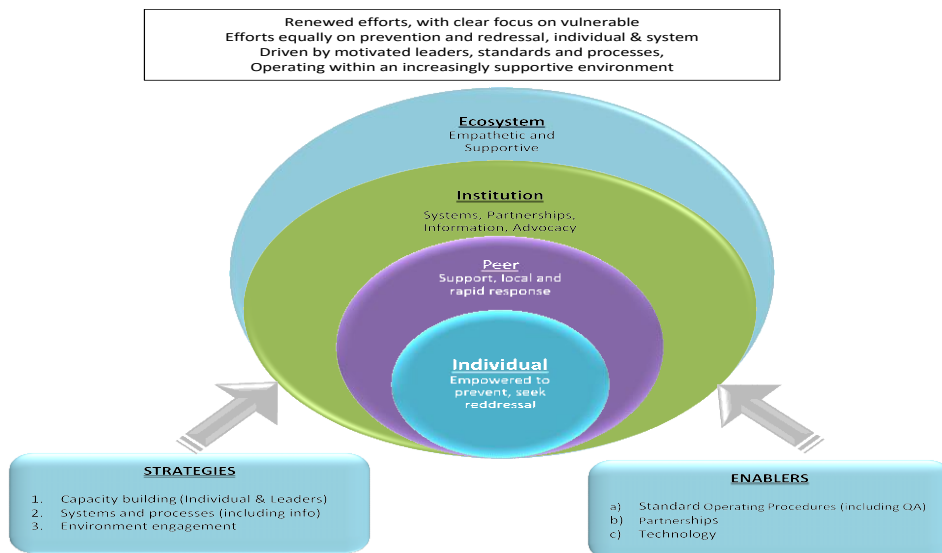 Renewed efforts, with clear focus on vulnerable
Efforts equally on prevention and redressal, individual & system
Driven by motivated leaders, standards and processes,
Operating within an increasingly supportive environment
Ecosystem
Empathetic and
Supportive
Institution
Systems, Partnerships,
Information, Advocacy
Peer
Support, local and
rapid response
Individual
Empowered to
prevent, seek
reddressal
STRATEGIES
1. Capacity building (Individual & Leaders)
2. Systems and processes (including info)
3. Environment engagement
ENABLERS
a) Standard Operating Procedures (including QA)
b) Partnerships
c) Technology